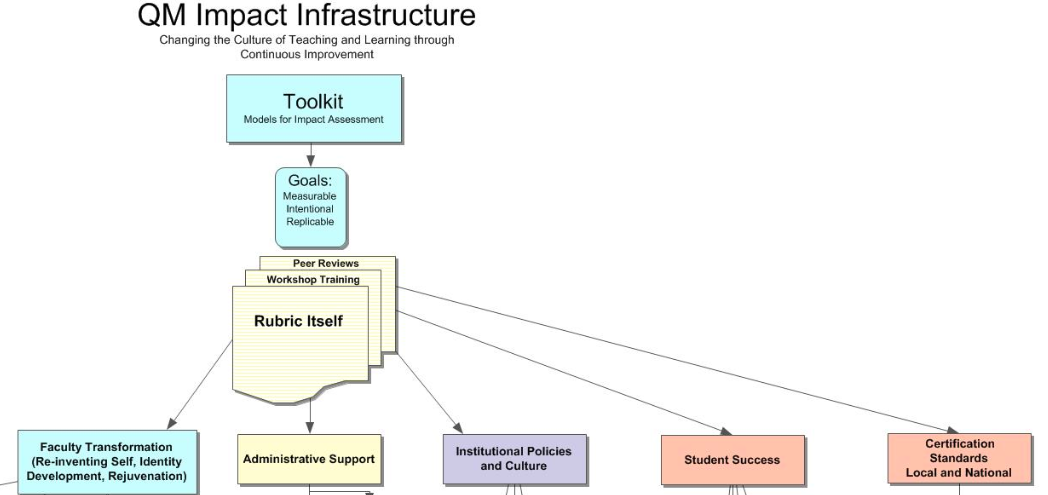 QM Impact Infrastructure
Changing the Culture of Teaching and Learning through
Continuous Improvement
Toolkit
Models for Impact Assessment
Goals:
Measurable
Intentional
Replicable
Peer Reviews
Workshop Training
Rubric Itself
Faculty Transformation
(Re-inventing Self, Identity
Development, Rejuvenation)
Administrative Support
Institutional Policies
and Culture
Student Success
Certification
Standards
Local and National